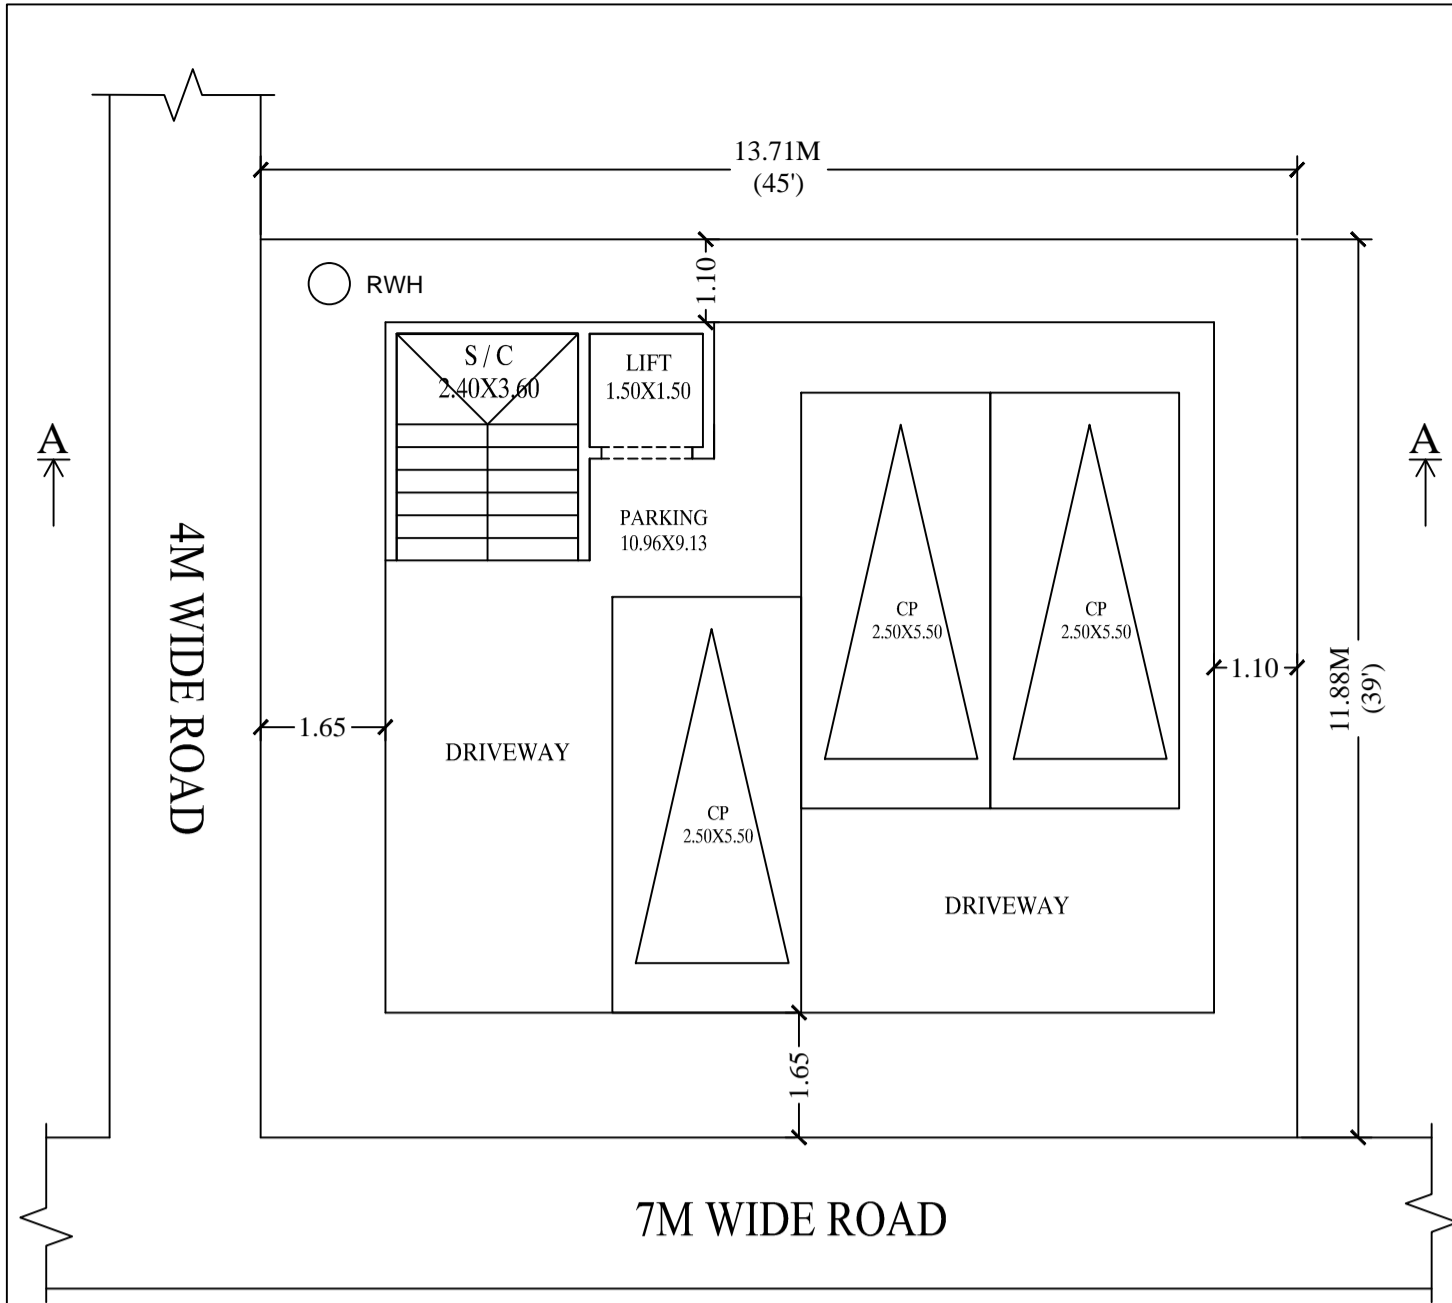 13.71M
(45')
1.10
RWH
S / C
2.40X3.60
LIFT
1.50X1.50
A
A
PARKING
10.96X9.13
4M WIDE ROAD
CP
2.50X5.50
CP
2.50X5.50
1.10
11.88M
(39')
1.65
DRIVEWAY
CP
2.50X5.50
DRIVEWAY
1.65
7M WIDE ROAD